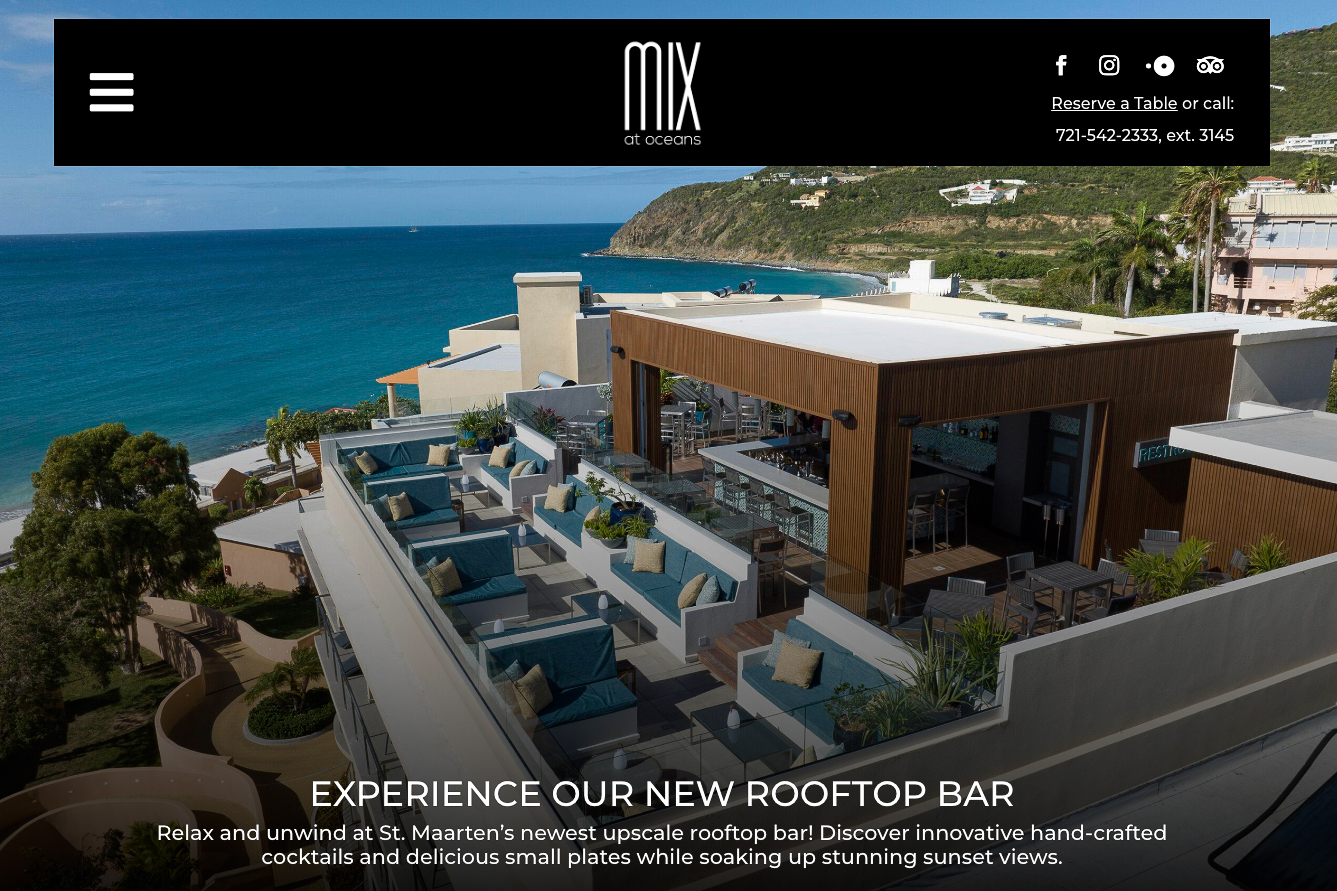 MIX
at oceans
Reserve a Table or call:
721-542-2333, ext. 3145
EXPERIENCE OUR NEW ROOFTOP BAR
Relax and unwind at St. Maarten’s newest upscale rooftop bar! Discover innovative hand-crafted
cocktails and delicious small plates while soaking up stunning sunset views.